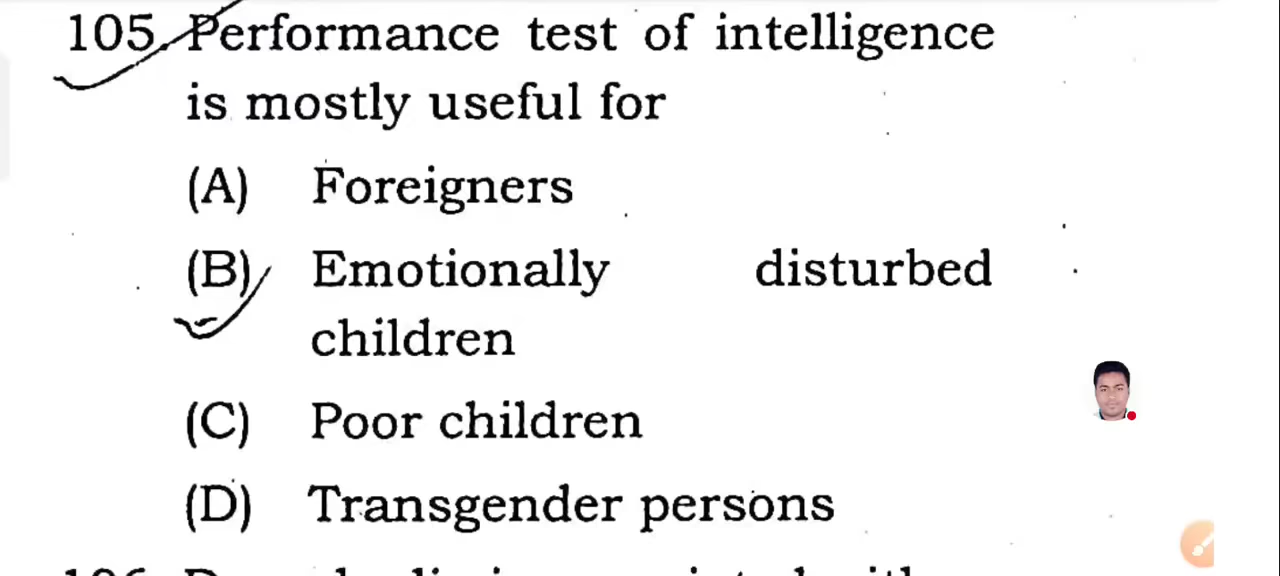 105. Performance test of intelligence
is mostly useful for
(A) Foreigners
(B) Emotionally disturbed
children
(C) Poor children
(D) Transgender persons